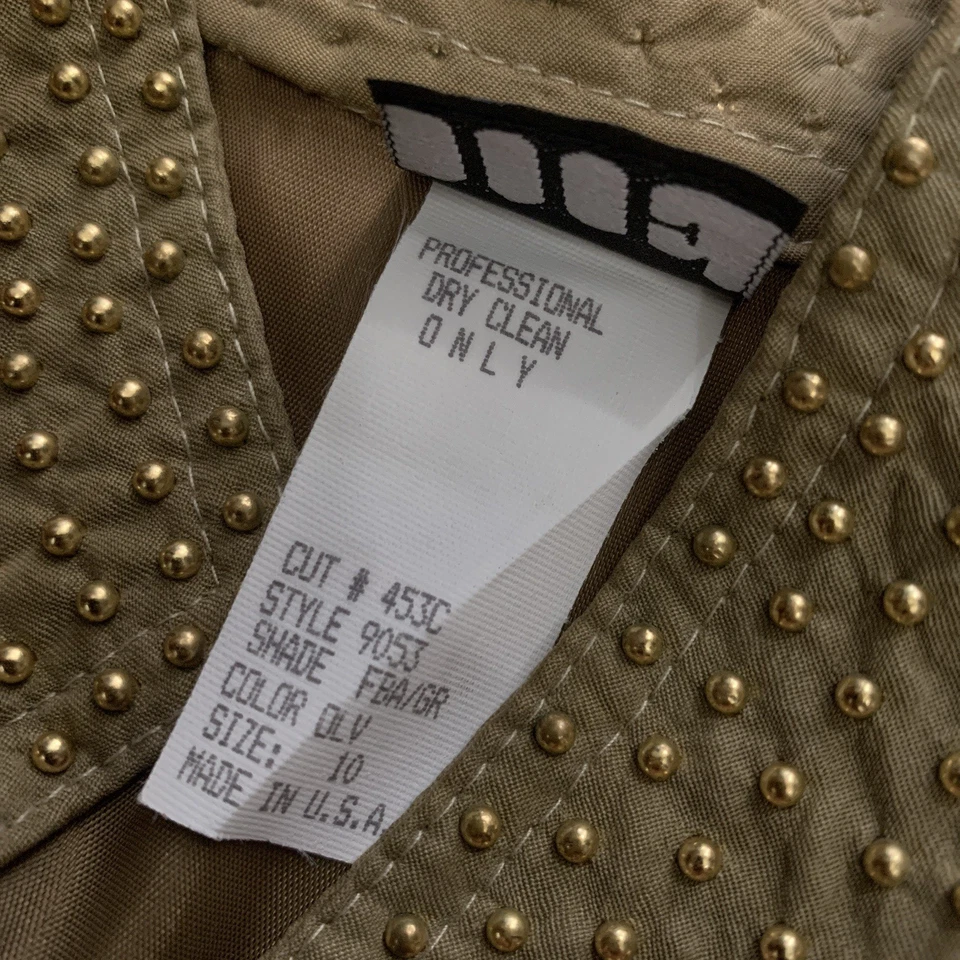 PROFESSIONAL
DRY CLEAN
ONLY
CUT # 453C
STYLE 9053
SHADE FBA/GR
COLOR OLV
SIZE: 10
MADE IN U.S.A.